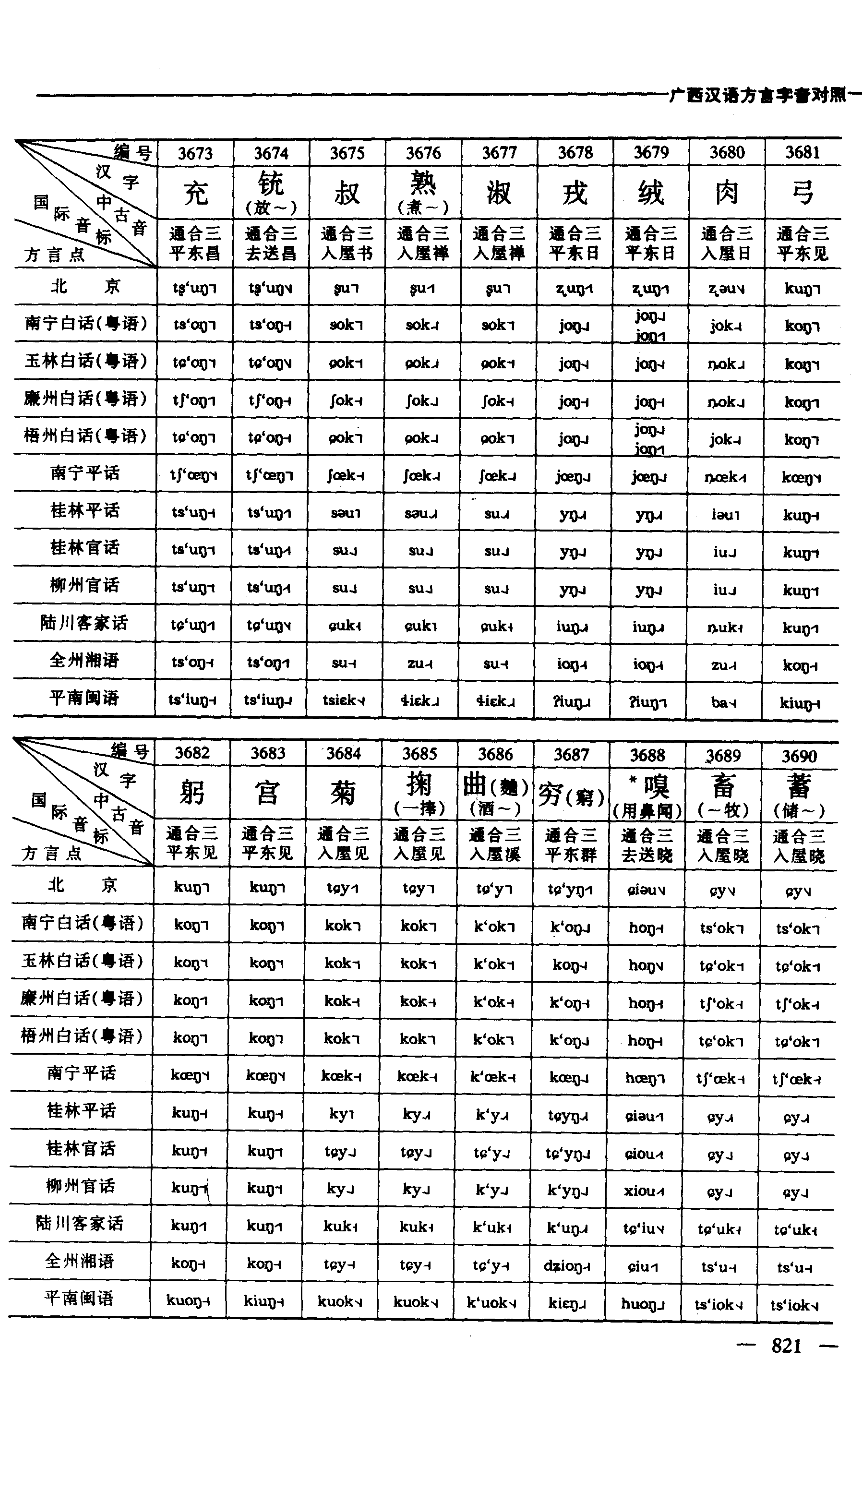 广西汉语方言字音对照
编号 3673 3674 3675 3676 3677 3678 3679 3680 3681
汉字 充 铳(放～) 叔 熟(煮～) 淑 戎 绒 肉 弓
中古音 通合三平东昌 通合三去送昌 通合三入屋书 通合三入屋禅 通合三入屋禅 通合三平东日 通合三平东日 通合三入屋日 通合三平东见
国际音标
方言点
北京 tʂʻuŋ˥ tʂʻuŋ˥˩ ʂu˥ ʂu˧˥ ʂu˥ ʐuŋ˧˥ ʐuŋ˧˥ ʐəu˥˩ kuŋ˥
南宁白话(粤语) tsʻoŋ tsʻoŋ sok sok sok joŋ joŋ joŋ jok koŋ
玉林白话(粤语) tɕʻoŋ tɕʻoŋ ɕok ɕok ɕok joŋ joŋ ȵok koŋ
廉州白话(粤语) tʃʻoŋ tʃʻoŋ ʃok ʃok ʃok joŋ joŋ ȵok koŋ
梧州白话(粤语) tɕʻoŋ tɕʻoŋ ɕok ɕok ɕok joŋ joŋ joŋ jok koŋ
南宁平话 tʃʻœŋ tʃʻœŋ ʃœk ʃœk ʃœk jœŋ jœŋ ȵœk kœŋ
桂林平话 tsʻuŋ tsʻuŋ səu səu su yŋ yŋ iəu kuŋ
桂林官话 tsʻuŋ tsʻuŋ su su su yŋ yŋ iu kuŋ
柳州官话 tsʻuŋ tsʻuŋ su su su yŋ yŋ iu kuŋ
陆川客家话 tɕʻuŋ tɕʻuŋ ɕuk ɕuk ɕuk iuŋ iuŋ ȵuk kuŋ
全州湘语 tsʻoŋ tsʻoŋ su zu su ioŋ ioŋ zu koŋ
平南闽语 tsʻiuŋ tsʻiuŋ tsiɛk ɬiɛk ɬiɛk ʔiuŋ ʔiuŋ ba kiuŋ
编号 3682 3683 3684 3685 3686 3687 3688 3689 3690
汉字 躬 宫 菊 掬(一捧) 曲(麯)(酒～) 穷(窮) *嗅(用鼻闻) 畜(～牧) 蓄(储～)
中古音 通合三平东见 通合三平东见 通合三入屋见 通合三入屋见 通合三入屋溪 通合三平东群 通合三去送晓 通合三入屋晓 通合三入屋晓
国际音标
方言点
北京 kuŋ˥ kuŋ˥ tɕy˧˥ tɕy˥ tɕʻy˥ tɕʻyŋ˧˥ ɕiəu˥˩ ɕy˥˩ ɕy˥˩
南宁白话(粤语) koŋ koŋ kok kok kʻok kʻoŋ hoŋ tsʻok tsʻok
玉林白话(粤语) koŋ koŋ kok kok kʻok koŋ hoŋ tɕʻok tɕʻok
廉州白话(粤语) koŋ koŋ kok kok kʻok kʻoŋ hoŋ tʃʻok tʃʻok
梧州白话(粤语) koŋ koŋ kok kok kʻok kʻoŋ hoŋ tɕʻok tɕʻok
南宁平话 kœŋ kœŋ kœk kœk kʻœk kœŋ hœŋ tʃʻœk tʃʻœk
桂林平话 kuŋ kuŋ ky ky kʻy tɕyŋ ɕiəu ɕy ɕy
桂林官话 kuŋ kuŋ tɕy tɕy tɕʻy tɕʻyŋ ɕiou ɕy ɕy
柳州官话 kuŋ kuŋ ky ky kʻy kʻyŋ xiou ɕy ɕy
陆川客家话 kuŋ kuŋ kuk kuk kʻuk kʻuŋ tɕʻiu tɕʻuk tɕʻuk
全州湘语 koŋ koŋ tɕy tɕy tɕʻy dʑioŋ ɕiu tsʻu tsʻu
平南闽语 kuoŋ kiuŋ kuok kuok kʻuok kiɛŋ huoŋ tsʻiok tsʻiok
— 821 —